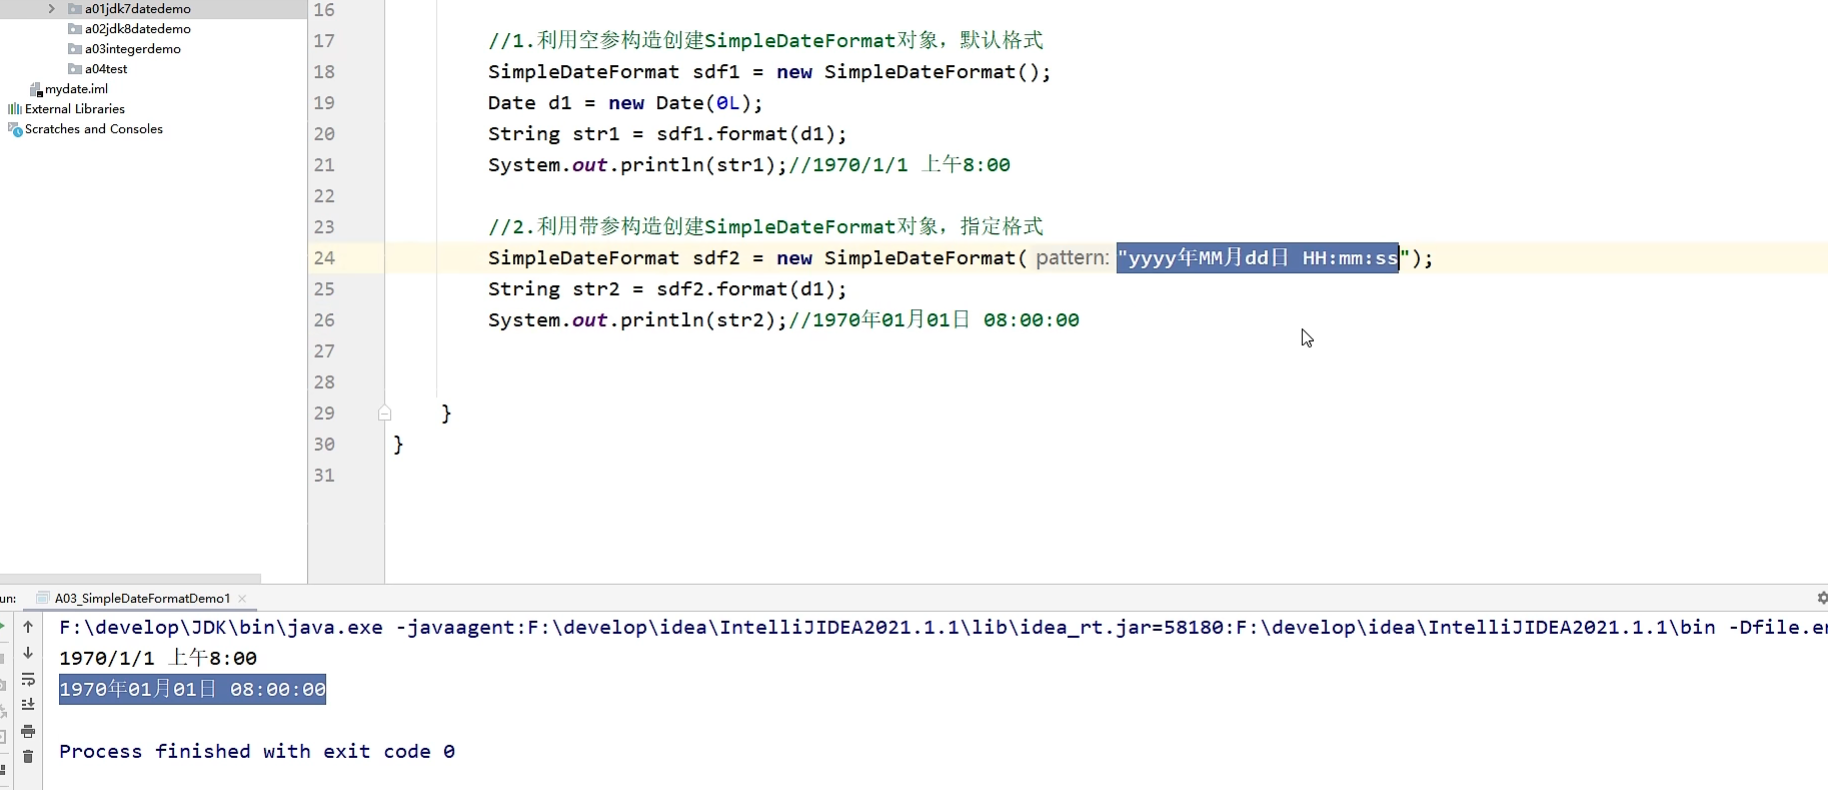 a01jdk7datedemo
a02jdk8datedemo
a03integerdemo
a04test
mydate.iml
External Libraries
Scratches and Consoles
16
17 //1.利用空参构造创建SimpleDateFormat对象，默认格式
18 SimpleDateFormat sdf1 = new SimpleDateFormat();
19 Date d1 = new Date(0L);
20 String str1 = sdf1.format(d1);
21 System.out.println(str1);//1970/1/1 上午8:00
22
23 //2.利用带参构造创建SimpleDateFormat对象，指定格式
24 SimpleDateFormat sdf2 = new SimpleDateFormat( pattern: "yyyy年MM月dd日 HH:mm:ss");
25 String str2 = sdf2.format(d1);
26 System.out.println(str2);//1970年01月01日 08:00:00
27
28
29 }
30 }
31
un: A03_SimpleDateFormatDemo1
F:\develop\JDK\bin\java.exe -javaagent:F:\develop\idea\IntelliJIDEA2021.1.1\lib\idea_rt.jar=58180:F:\develop\idea\IntelliJIDEA2021.1.1\bin -Dfile.en
1970/1/1 上午8:00
1970年01月01日 08:00:00
Process finished with exit code 0